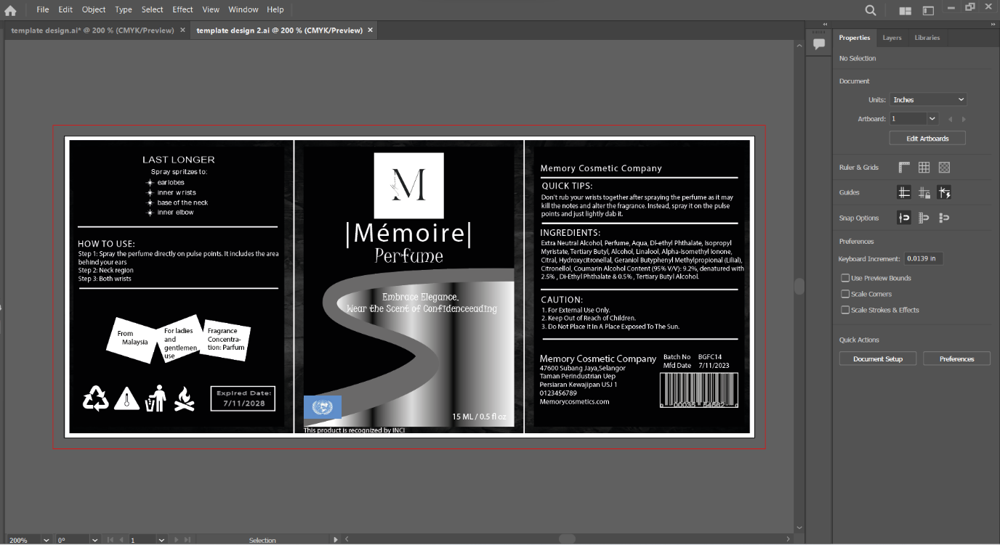 File Edit Object Type Select Effect View Window Help
template design.ai* @ 200 % (CMYK/Preview) ×
template design 2.ai @ 200 % (CMYK/Preview) ×
LAST LONGER
Spray spritzes to:
earlobes
inner wrists
base of the neck
inner elbow
HOW TO USE:
Step 1: Spray the perfume directly on pulse points. It includes the area
behind your ears
Step 2: Neck region
Step 3: Both wrists
From
Malaysia
For ladies
and
gentlemen
use
Fragrance
Concentra-
tion: Parfum
Expired Date:
7/11/2028
M
|Mémoire|
Perfume
Embrace Elegance,
Wear the Scent of Confidenceeading
15 ML / 0.5 fl oz
This product is recognized by INCI
Memory Cosmetic Company
QUICK TIPS:
Don't rub your wrists together after spraying the perfume as it may
kill the notes and alter the fragrance. Instead, spray it on the pulse
points and just lightly dab it.
INGREDIENTS:
Extra Neutral Alcohol, Perfume, Aqua, Dl-ethyl Phthalate, Isopropyl
Myristate, Tertiary Butyl, Alcohol, Linalool, Alpha-Isomethyl Ionone,
Citral, Hydroxycitronellal, Geraniol Butyphenyl Methylpropional (Lilial),
Citronellol, Coumarin Alcohol Content (95% V/V): 9.2%, denatured with
2.5% , Di-Ethyl Phthalate & 0.5% , Tertiary Butyl Alcohol.
CAUTION:
1. For External Use Only.
2. Keep Out of Reach of Children.
3. Do Not Place It In A Place Exposed To The Sun.
Memory Cosmetic Company
47600 Subang Jaya,Selangor
Taman Perindustrian Uep
Persiaran Kewajipan USJ 1
0123456789
Memorycosmetics.com
Batch No BGFC14
Mfd Date 7/11/2023
Properties Layers Libraries
No Selection
Document
Units: Inches
Artboard: 1
Edit Artboards
Ruler & Grids
Guides
Snap Options
Preferences
Keyboard Increment: 0.0139 in
Use Preview Bounds
Scale Corners
Scale Strokes & Effects
Quick Actions
Document Setup Preferences
200% 0° 1 Selection